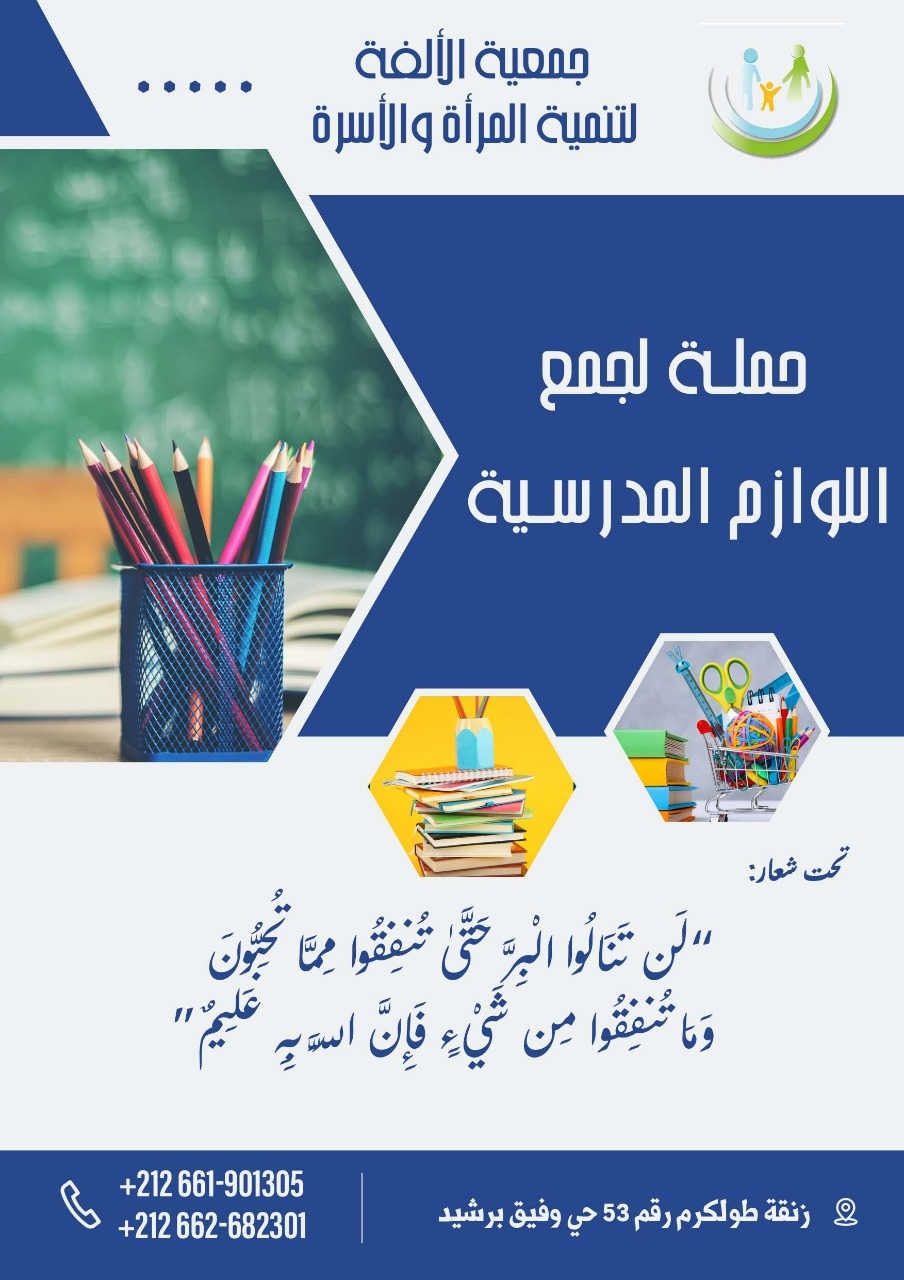 جمعية الألفة
لتنمية المرأة والأسرة
حملة لجمع
اللوازم المدرسية
تحت شعار:
“لَن تَنَالُوا الْبِرَّ حَتَّىٰ تُنفِقُوا مِمَّا تُحِبُّونَ
وَمَا تُنفِقُوا مِن شَيْءٍ فَإِنَّ اللَّهَ بِهِ عَلِيمٌ”
+212 661-901305
+212 662-682301
زنقة طولكرم رقم 53 حي وفيق برشيد